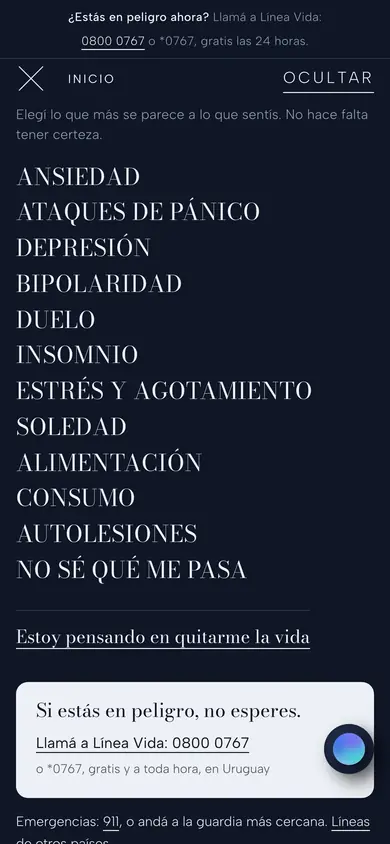 ¿Estás en peligro ahora? Llamá a Línea Vida:
0800 0767 o *0767, gratis las 24 horas.
INICIO
OCULTAR
Elegí lo que más se parece a lo que sentís. No hace falta
tener certeza.
ANSIEDAD
ATAQUES DE PÁNICO
DEPRESIÓN
BIPOLARIDAD
DUELO
INSOMNIO
ESTRÉS Y AGOTAMIENTO
SOLEDAD
ALIMENTACIÓN
CONSUMO
AUTOLESIONES
NO SÉ QUÉ ME PASA
Estoy pensando en quitarme la vida
Si estás en peligro, no esperes.
Llamá a Línea Vida: 0800 0767
o *0767, gratis y a toda hora, en Uruguay
Emergencias: 911, o andá a la guardia más cercana. Líneas
de otros países